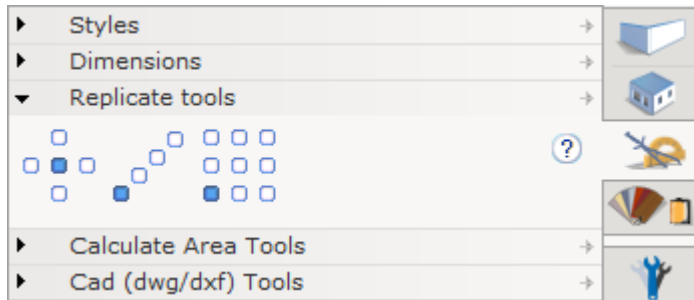 Styles
Dimensions
Replicate tools
?
Calculate Area Tools
Cad (dwg/dxf) Tools